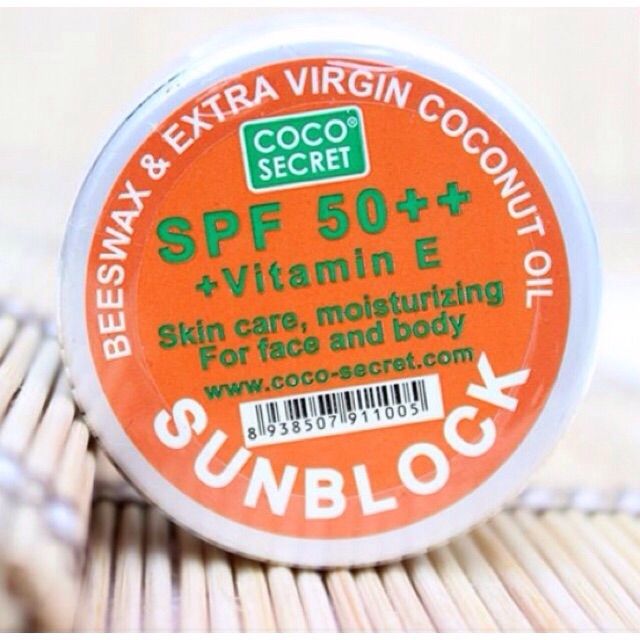 BEESWAX & EXTRA VIRGIN COCONUT OIL
COCO®
SECRET
SPF 50++
+Vitamin E
Skin care, moisturizing
For face and body
www.coco-secret.com
8 938507 911005
SUNBLOCK